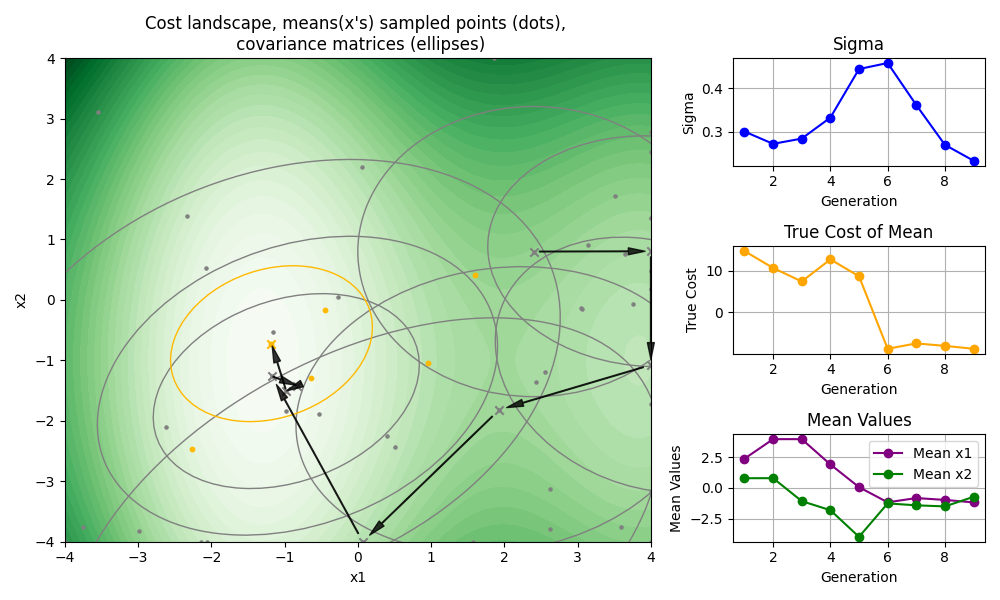 Cost landscape, means(x's) sampled points (dots),
covariance matrices (ellipses)
4
3
2
1
0
−1
−2
−3
−4
x2
−4 −3 −2 −1 0 1 2 3 4
x1
Sigma
0.4
0.3
Sigma
2 4 6 8
Generation
True Cost of Mean
10
0
True Cost
2 4 6 8
Generation
Mean Values
2.5
0.0
−2.5
Mean Values
Mean x1
Mean x2
2 4 6 8
Generation